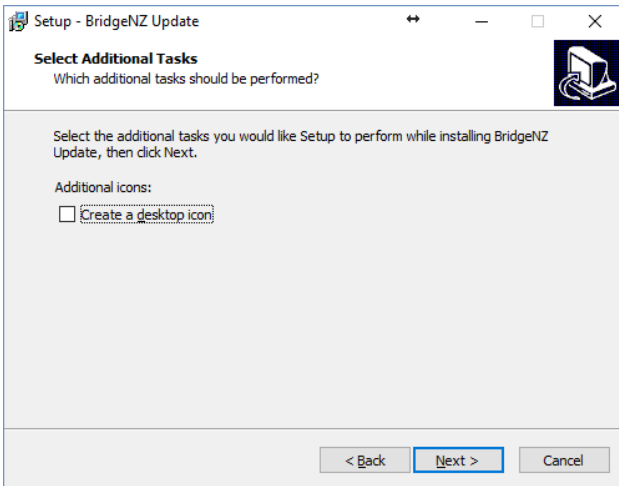 Setup - BridgeNZ Update
Select Additional Tasks
Which additional tasks should be performed?
Select the additional tasks you would like Setup to perform while installing BridgeNZ
Update, then click Next.
Additional icons:
Create a desktop icon
< Back
Next >
Cancel